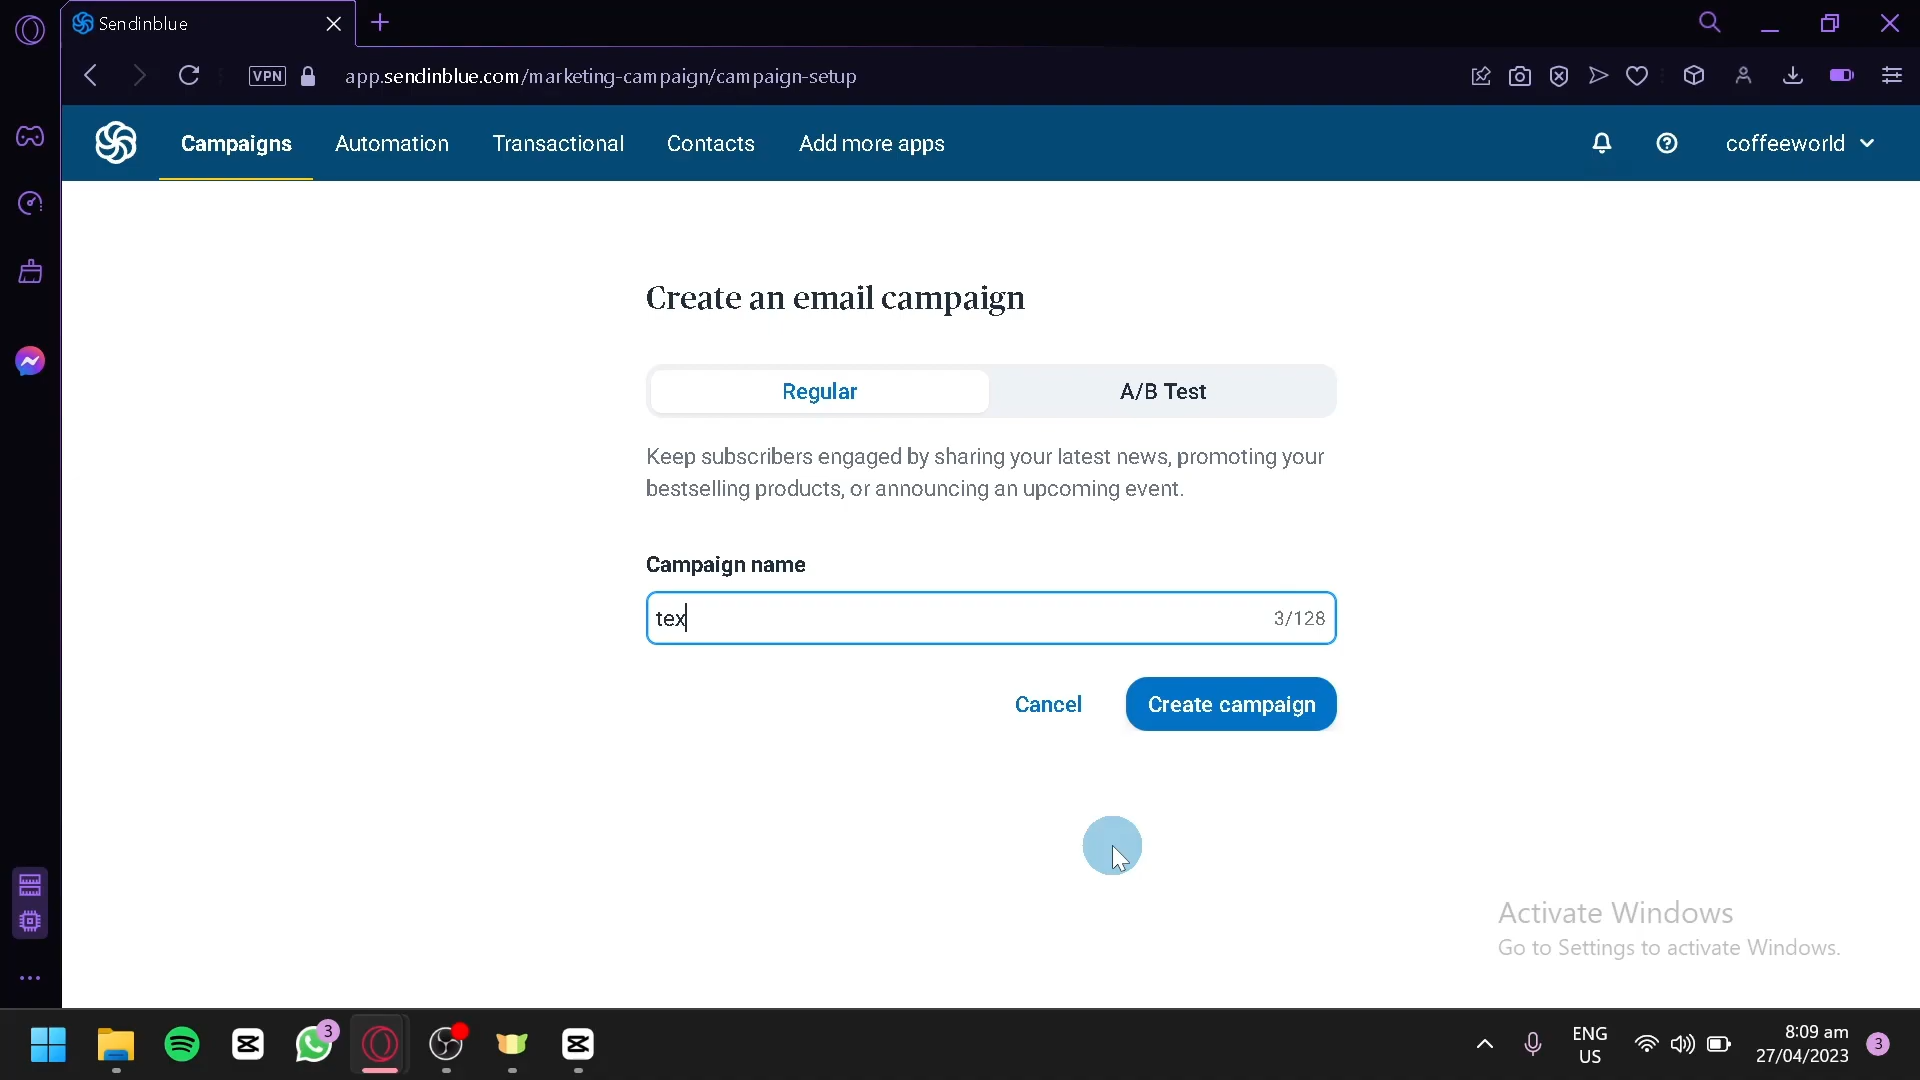 Sendinblue
VPN
app.sendinblue.com/marketing-campaign/campaign-setup
Campaigns
Automation
Transactional
Contacts
Add more apps
coffeeworld
Create an email campaign
Regular
A/B Test
Keep subscribers engaged by sharing your latest news, promoting your
bestselling products, or announcing an upcoming event.
Campaign name
tex
3/128
Cancel
Create campaign
Activate Windows
Go to Settings to activate Windows.
3
ENG
US
8:09 am
27/04/2023
3